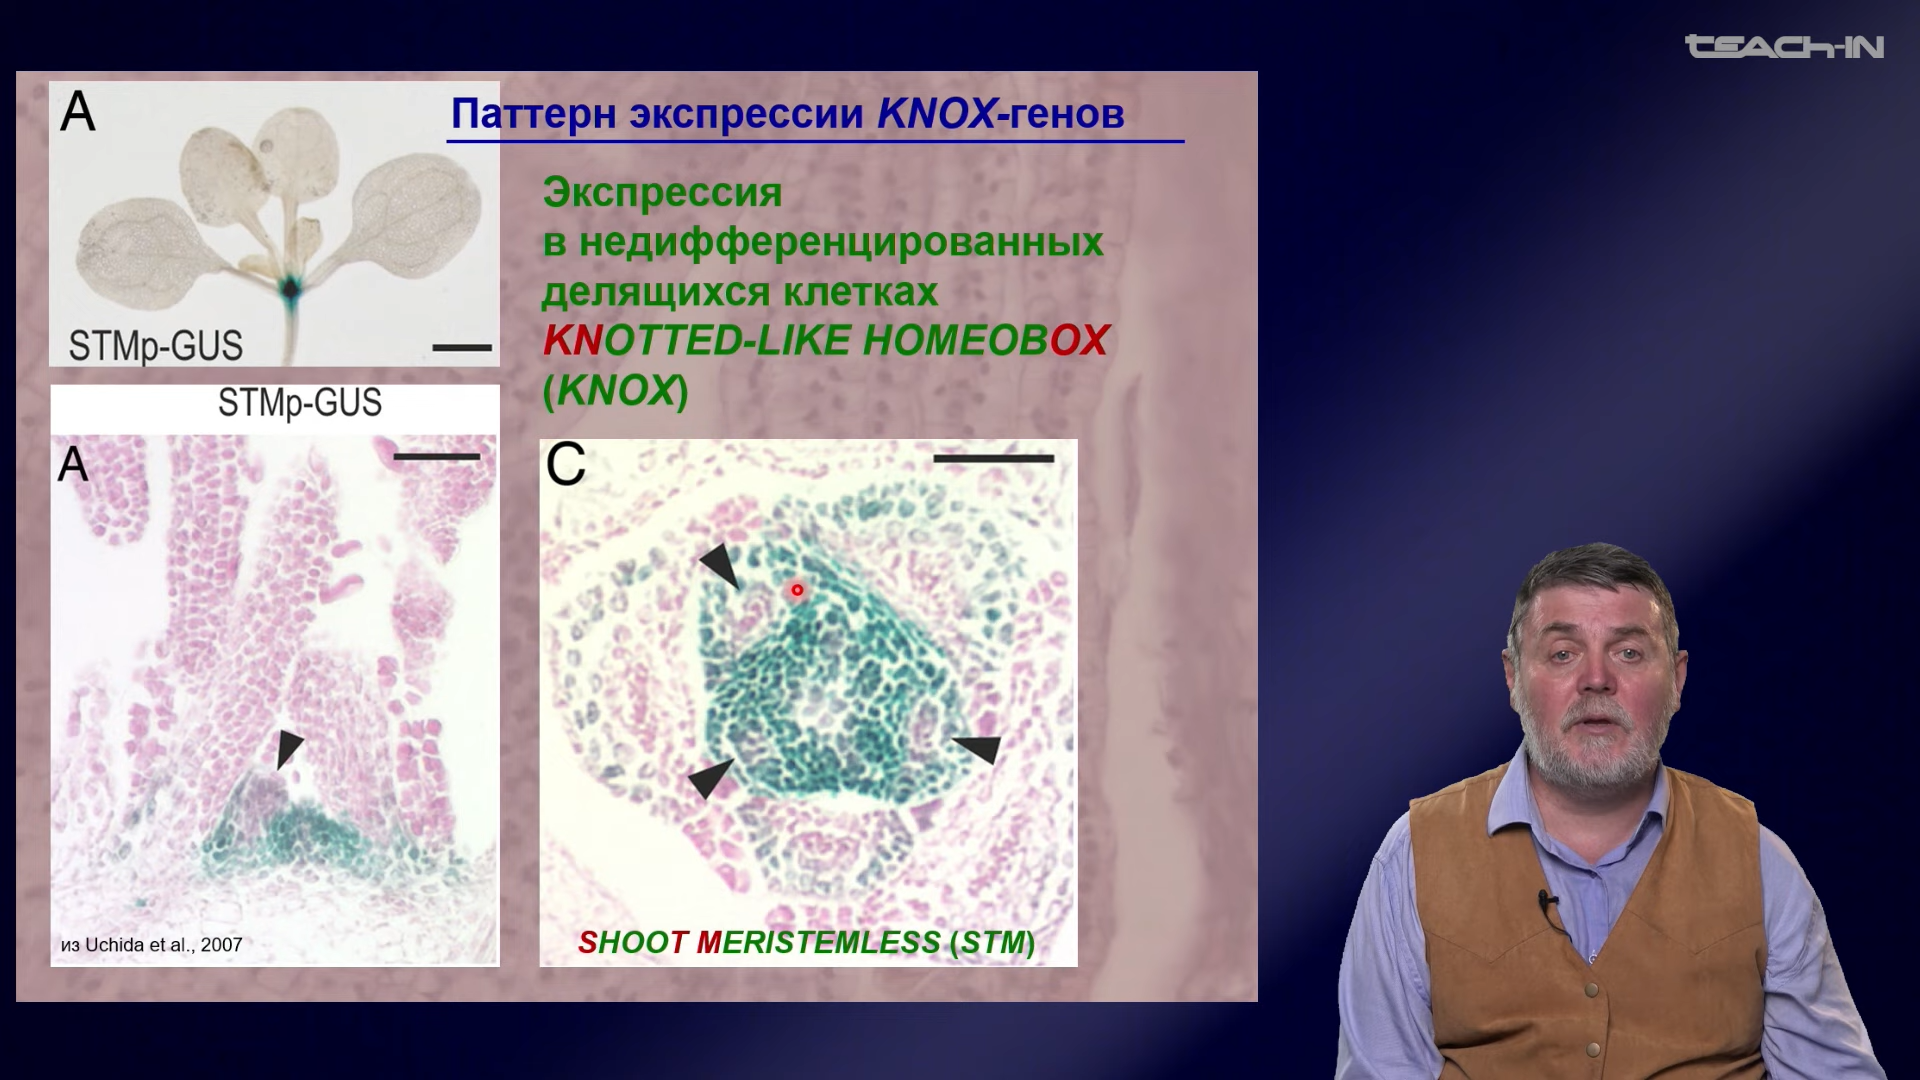 TEACH-IN
A
Паттерн экспрессии KNOX-генов
Экспрессия
в недифференцированных
делящихся клетках
KNOTTED-LIKE HOMEOBOX
(KNOX)
STMp-GUS
STMp-GUS
A
C
из Uchida et al., 2007
SHOOT MERISTEMLESS (STM)